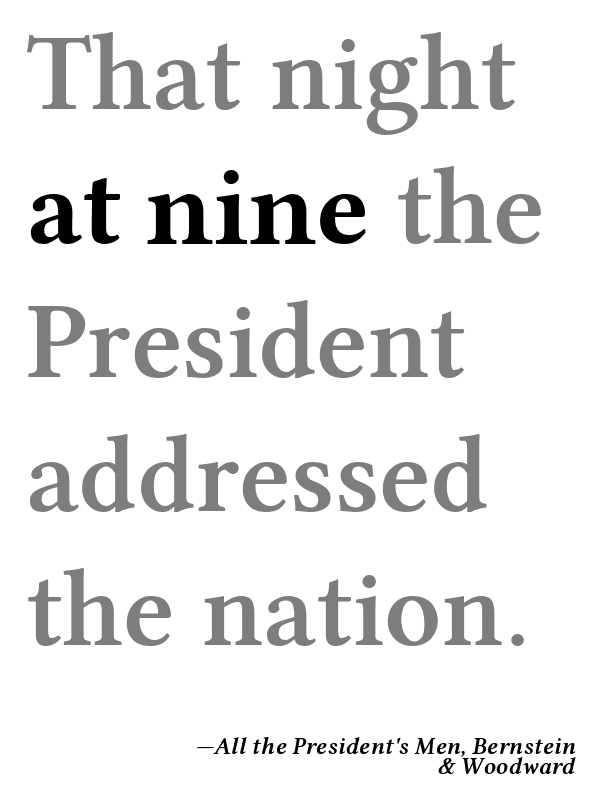 That night
at nine the
President
addressed
the nation.
—All the President's Men, Bernstein
& Woodward